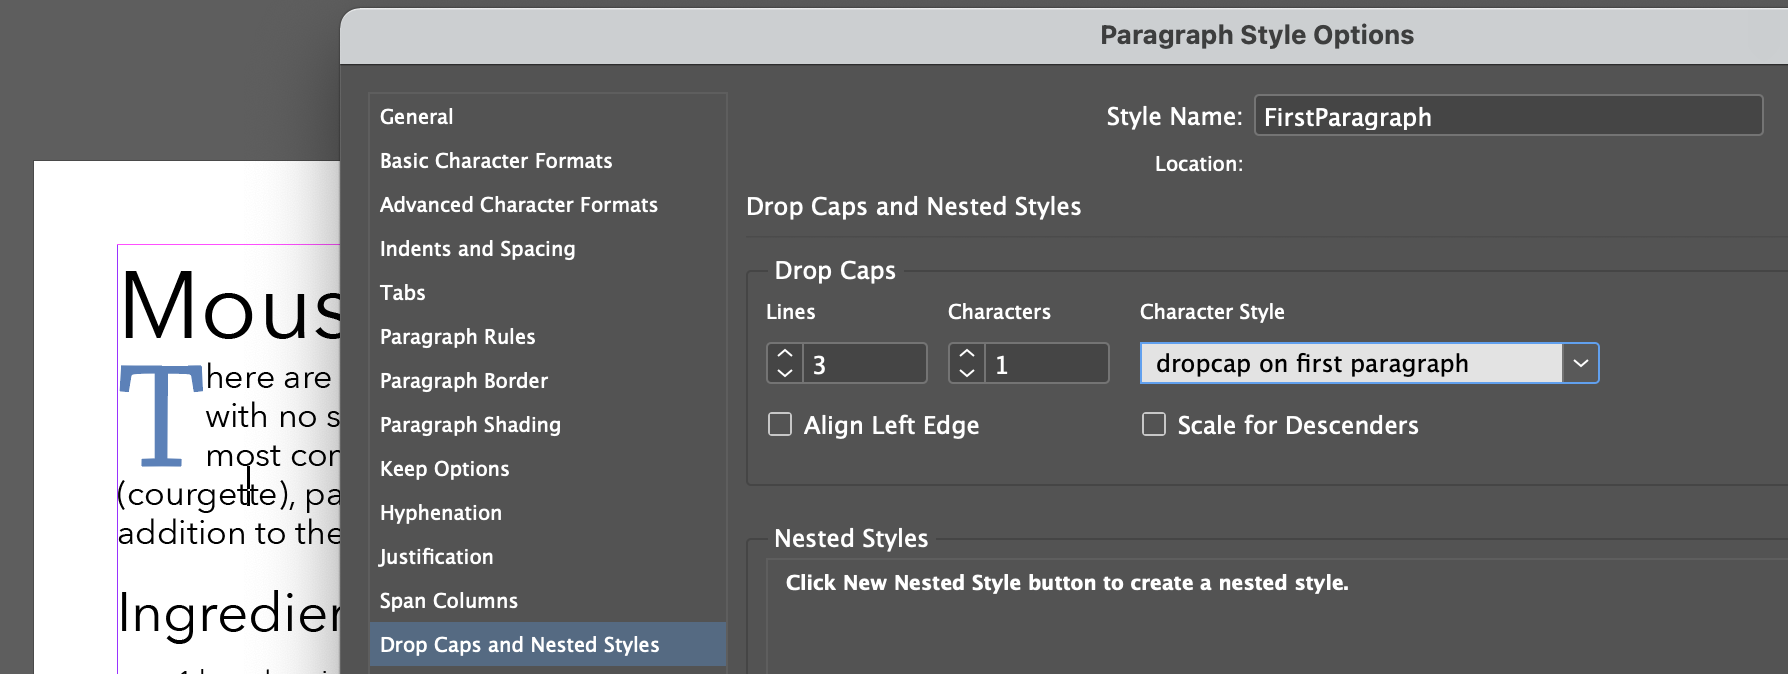 Paragraph Style Options
General
Basic Character Formats
Advanced Character Formats
Indents and Spacing
Tabs
Paragraph Rules
Paragraph Border
Paragraph Shading
Keep Options
Hyphenation
Justification
Span Columns
Drop Caps and Nested Styles
Style Name: FirstParagraph
Location:
Drop Caps and Nested Styles
Drop Caps
Lines Characters Character Style
3 1 dropcap on first paragraph
Align Left Edge Scale for Descenders
Nested Styles
Click New Nested Style button to create a nested style.
Mous
There are
with no s
most con
(courgette), pa
addition to the
Ingredien